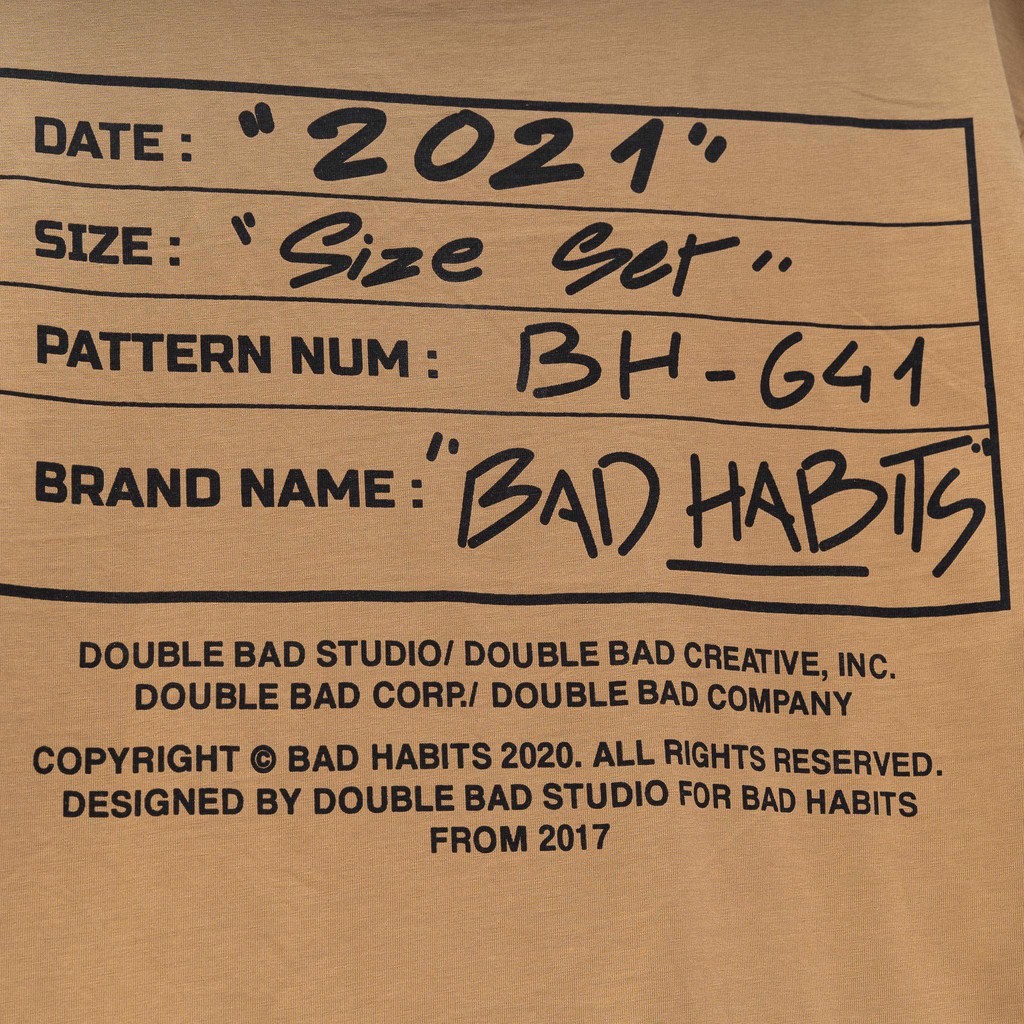 DATE : "2021"
SIZE : "Size Set"
PATTERN NUM : BH-641
BRAND NAME : "BAD HABITS"
DOUBLE BAD STUDIO/ DOUBLE BAD CREATIVE, INC.
DOUBLE BAD CORP./ DOUBLE BAD COMPANY
COPYRIGHT © BAD HABITS 2020. ALL RIGHTS RESERVED.
DESIGNED BY DOUBLE BAD STUDIO FOR BAD HABITS
FROM 2017